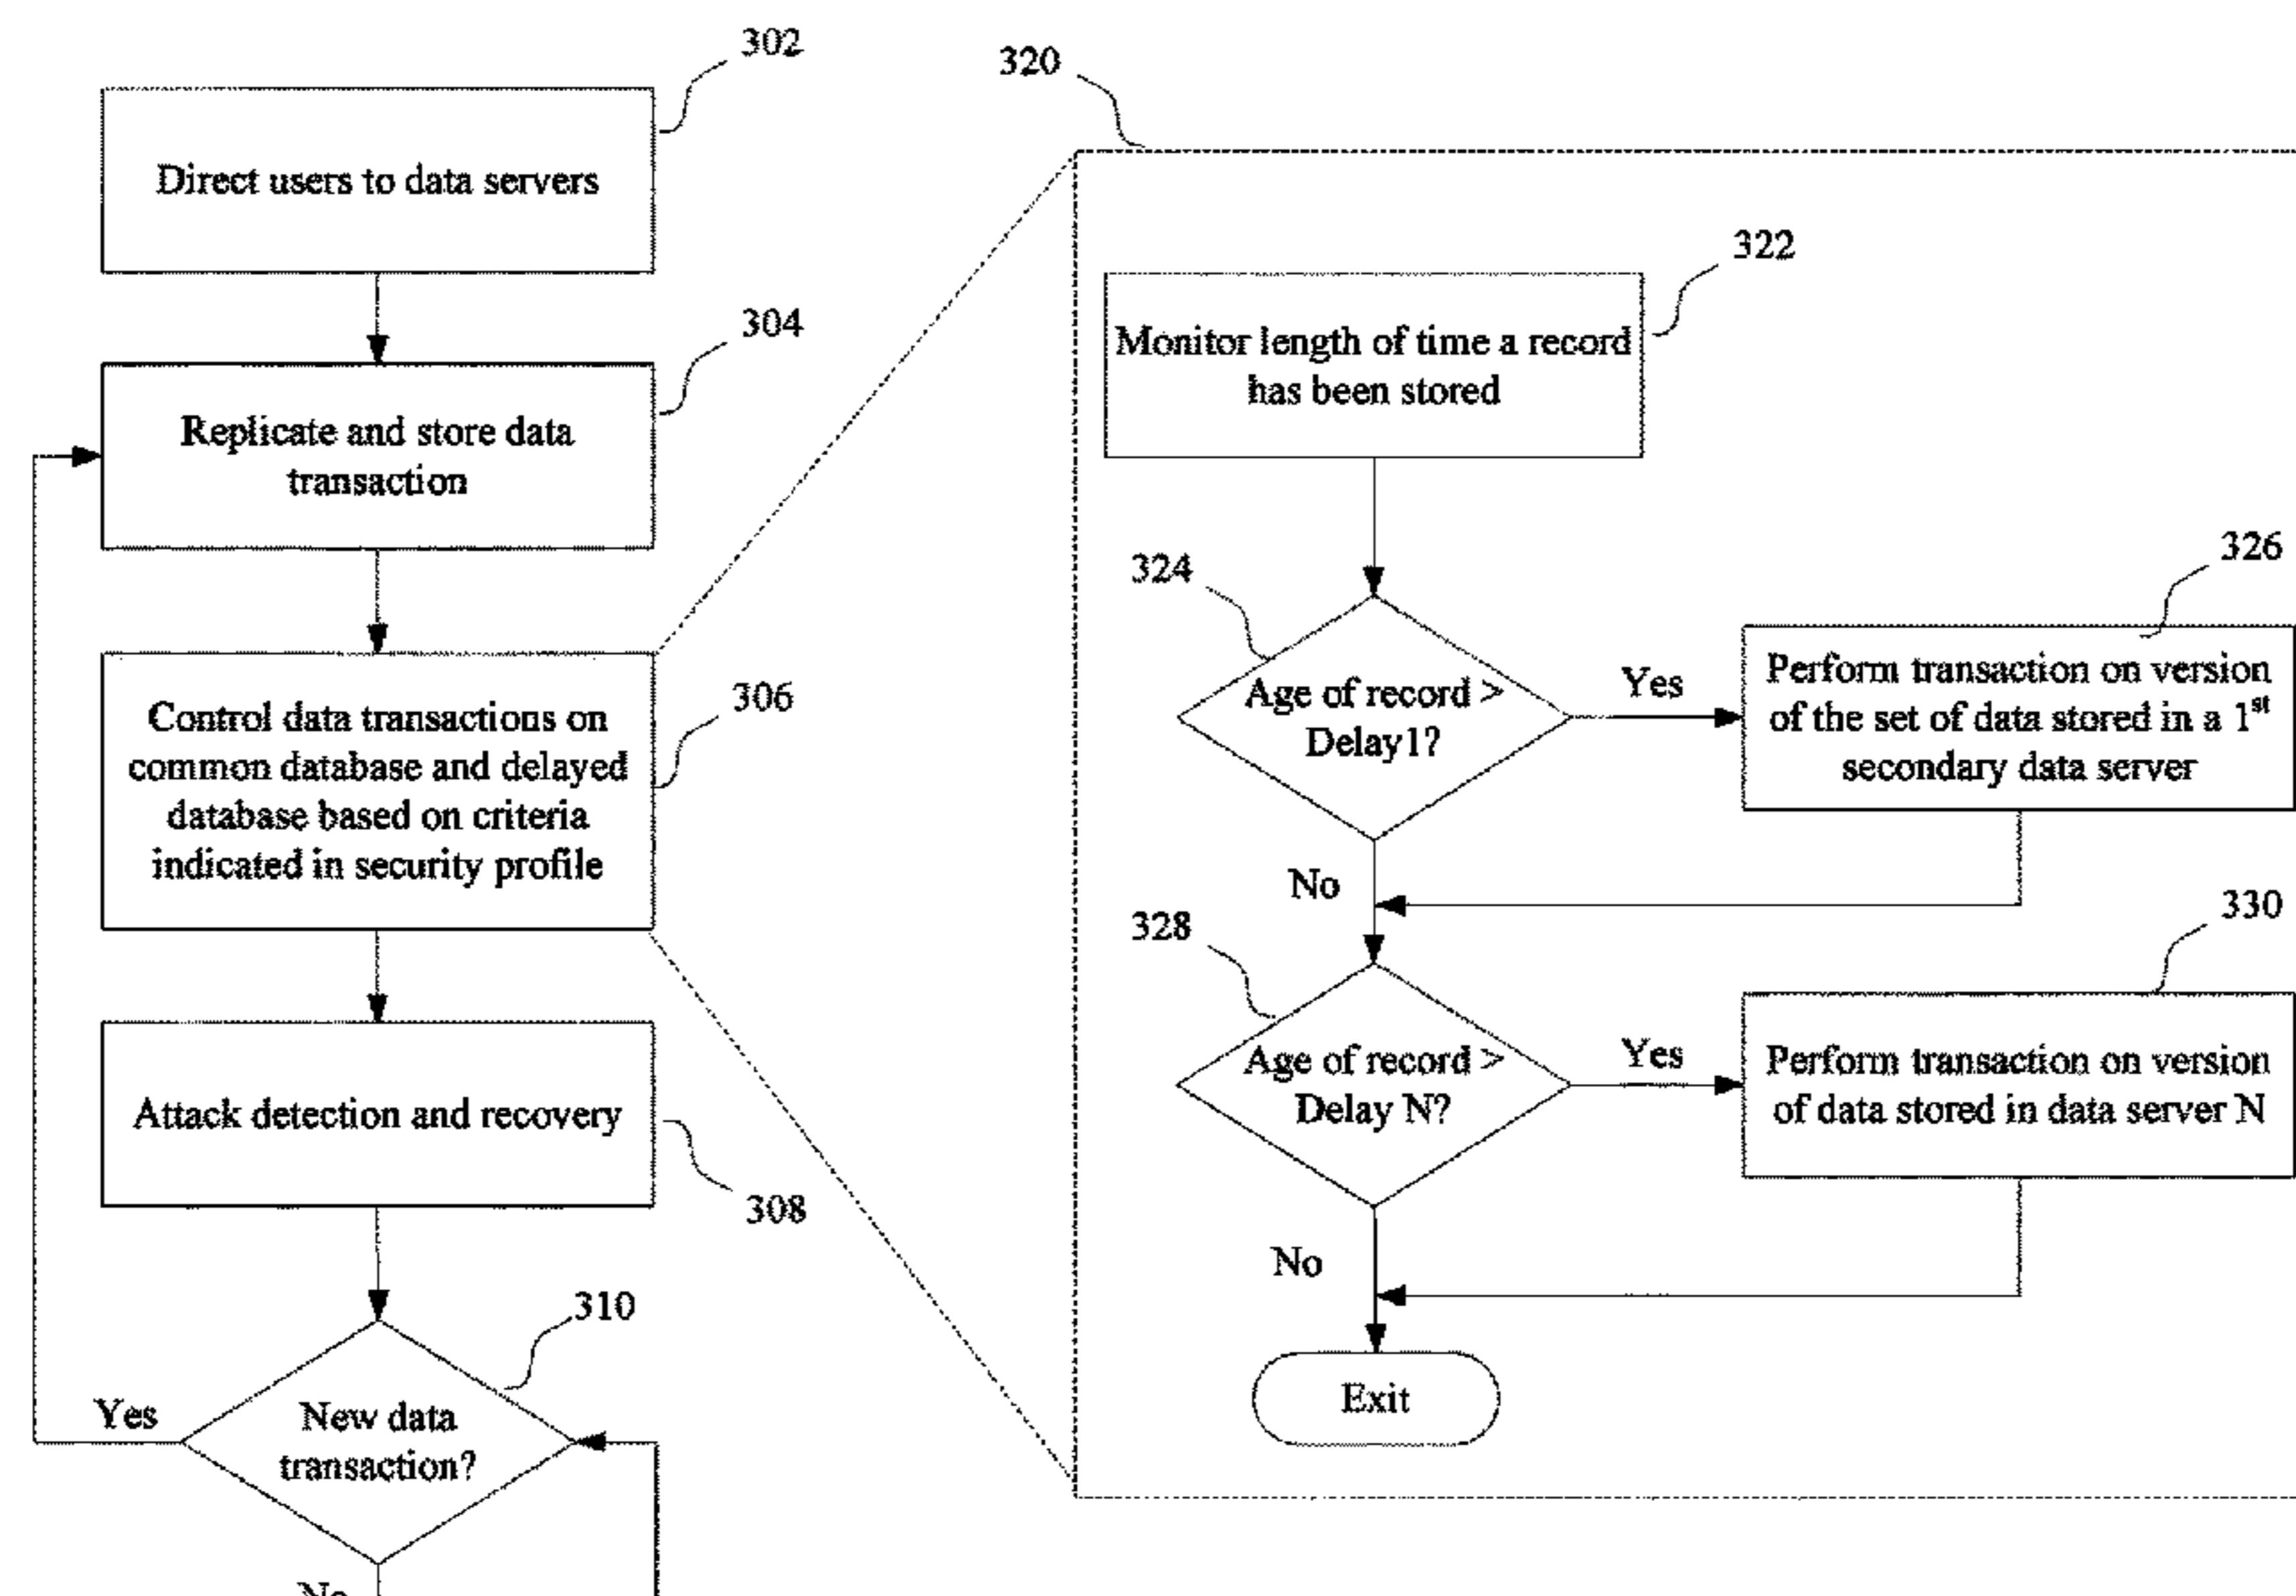 302
Direct users to data servers
304
Replicate and store data
transaction
306
Control data transactions on
common database and delayed
database based on criteria
indicated in security profile
Attack detection and recovery
308
310
New data
transaction?
Yes
No
320
322
Monitor length of time a record
has been stored
324
Age of record >
Delay1?
Yes
326
Perform transaction on version
of the set of data stored in a 1st
secondary data server
No
328
Age of record >
Delay N?
Yes
330
Perform transaction on version
of data stored in data server N
No
Exit